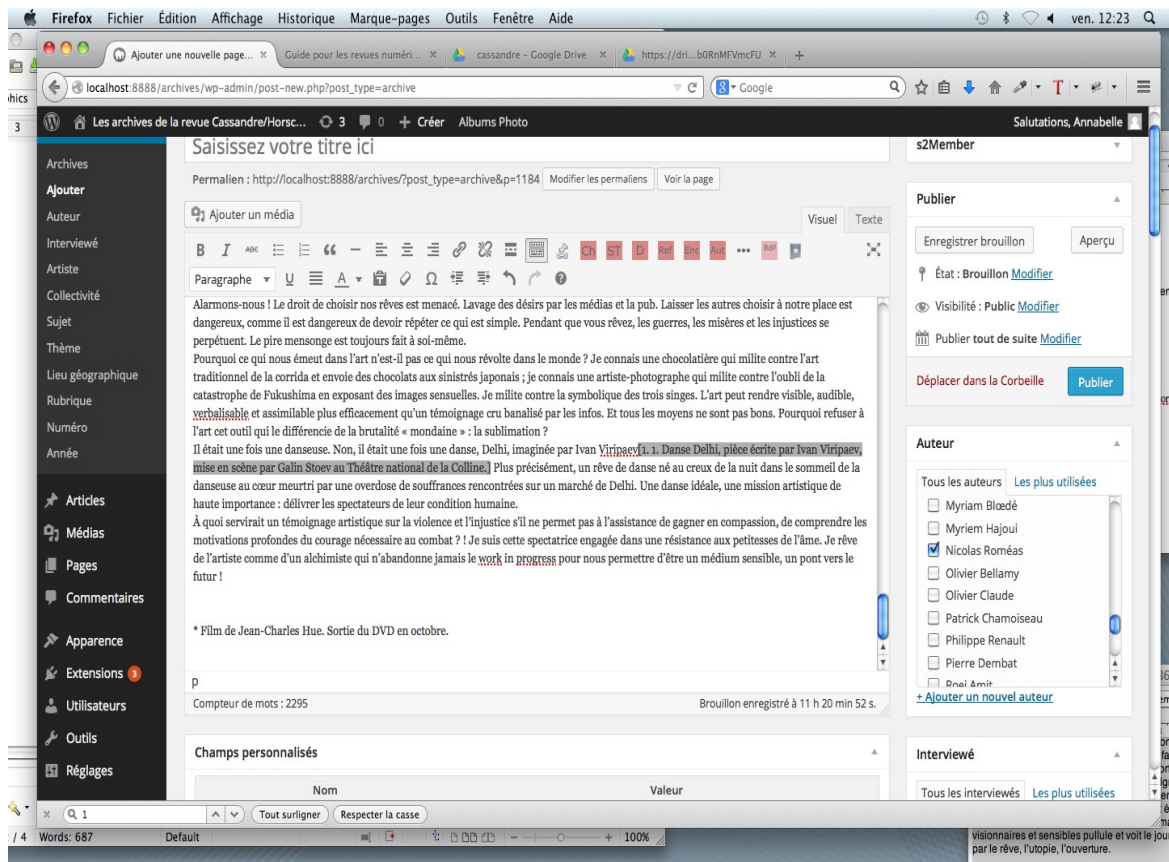 Firefox Fichier Édition Affichage Historique Marque-pages Outils Fenêtre Aide ven. 12:23
Ajouter une nouvelle page... × Guide pour les revues numéri... × cassandre – Google Drive × https://dri...b0RnMFVmcFU × +
localhost:8888/archives/wp-admin/post-new.php?post_type=archive Google
Les archives de la revue Cassandre/Horsc... 3 0 + Créer Albums Photo Salutations, Annabelle
Archives
Ajouter
Auteur
Interviewé
Artiste
Collectivité
Sujet
Thème
Lieu géographique
Rubrique
Numéro
Année
Articles
Médias
Pages
Commentaires
Apparence
Extensions 3
Utilisateurs
Outils
Réglages
Saisissez votre titre ici
Permalien : http://localhost:8888/archives/?post_type=archive&p=1184 Modifier les permaliens Voir la page
Ajouter un média
Visuel Texte
B I ABC Ch ST D Ref Enc Aut BdP
Paragraphe U A Ω
Alarmons-nous ! Le droit de choisir nos rêves est menacé. Lavage des désirs par les médias et la pub. Laisser les autres choisir à notre place est
dangereux, comme il est dangereux de devoir répéter ce qui est simple. Pendant que vous rêvez, les guerres, les misères et les injustices se
perpétuent. Le pire mensonge est toujours fait à soi-même.
Pourquoi ce qui nous émeut dans l'art n'est-il pas ce qui nous révolte dans le monde ? Je connais une chocolatière qui milite contre l'art
traditionnel de la corrida et envoie des chocolats aux sinistrés japonais ; je connais une artiste-photographe qui milite contre l'oubli de la
catastrophe de Fukushima en exposant des images sensuelles. Je milite contre la symbolique des trois singes. L'art peut rendre visible, audible,
verbalisable et assimilable plus efficacement qu'un témoignage cru banalisé par les infos. Et tous les moyens ne sont pas bons. Pourquoi refuser à
l'art cet outil qui le différencie de la brutalité « mondaine » : la sublimation ?
Il était une fois une danseuse. Non, il était une fois une danse, Delhi, imaginée par Ivan Viripaev[1. 1. Danse Delhi, pièce écrite par Ivan Viripaev,
mise en scène par Galin Stoev au Théâtre national de la Colline.] Plus précisément, un rêve de danse né au creux de la nuit dans le sommeil de la
danseuse au cœur meurtri par une overdose de souffrances rencontrées sur un marché de Delhi. Une danse idéale, une mission artistique de
haute importance : délivrer les spectateurs de leur condition humaine.
À quoi servirait un témoignage artistique sur la violence et l'injustice s'il ne permet pas à l'assistance de gagner en compassion, de comprendre les
motivations profondes du courage nécessaire au combat ? ! Je suis cette spectatrice engagée dans une résistance aux petitesses de l'âme. Je rêve
de l'artiste comme d'un alchimiste qui n'abandonne jamais le work in progress pour nous permettre d'être un médium sensible, un pont vers le
futur !
* Film de Jean-Charles Hue. Sortie du DVD en octobre.
p
Compteur de mots : 2295 Brouillon enregistré à 11 h 20 min 52 s.
Champs personnalisés
Nom Valeur
s2Member
Publier
Enregistrer brouillon Aperçu
État : Brouillon Modifier
Visibilité : Public Modifier
Publier tout de suite Modifier
Déplacer dans la Corbeille Publier
Auteur
Tous les auteurs Les plus utilisées
Myriam Blœdé
Myriem Hajoui
Nicolas Roméas
Olivier Bellamy
Olivier Claude
Patrick Chamoiseau
Philippe Renault
Pierre Dembat
Roei Amit
+ Ajouter un nouvel auteur
Interviewé
Tous les interviewés Les plus utilisées
× 1 Tout surligner Respecter la casse
/ 4 Words: 687 Default 100%
visionnaires et sensibles pullule et voit le jour
par le rêve, l'utopie, l'ouverture.